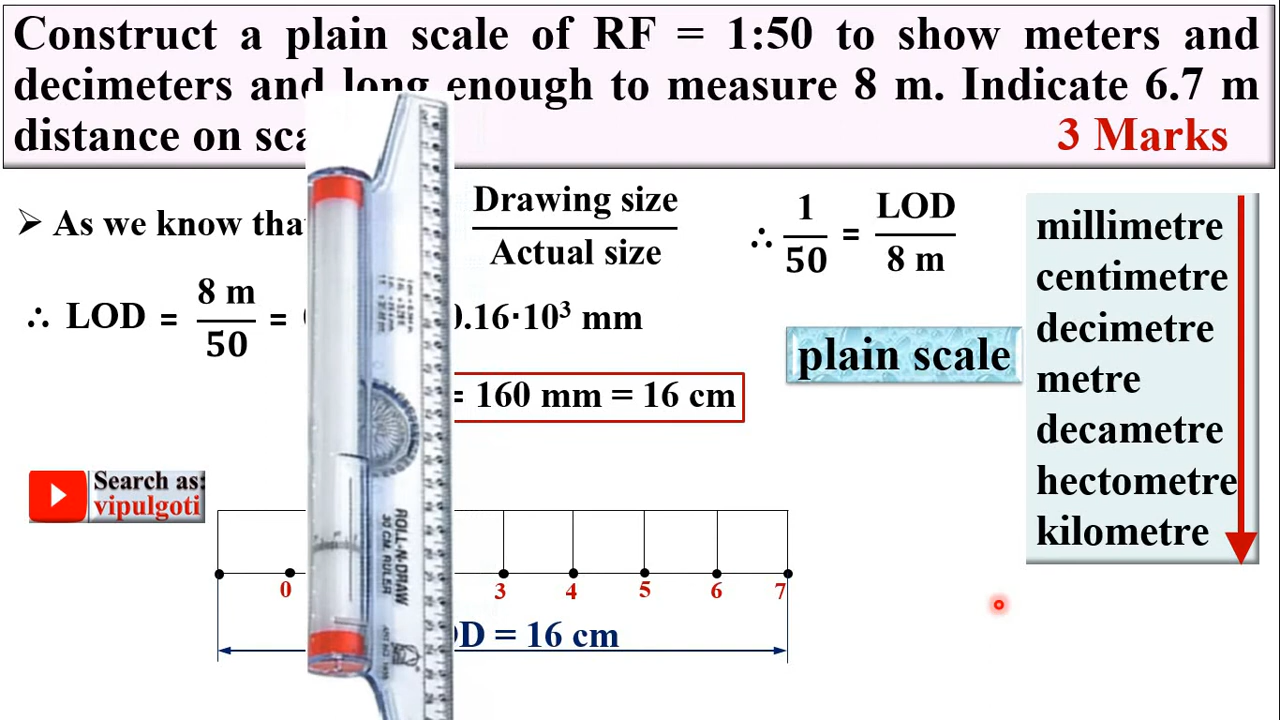 Construct a plain scale of RF = 1:50 to show meters and
decimeters and long enough to measure 8 m. Indicate 6.7 m
distance on sca
3 Marks
➢ As we know tha
Drawing size
Actual size
∴ 1/50 = LOD/8 m
∴ LOD = 8 m/50 =
0.16·10³ mm
= 160 mm = 16 cm
plain scale
millimetre
centimetre
decimetre
metre
decametre
hectometre
kilometre
Search as:
vipulgoti
ROLL-N-DRAW
30 CM. RULER
0 3 4 5 6 7
OD = 16 cm